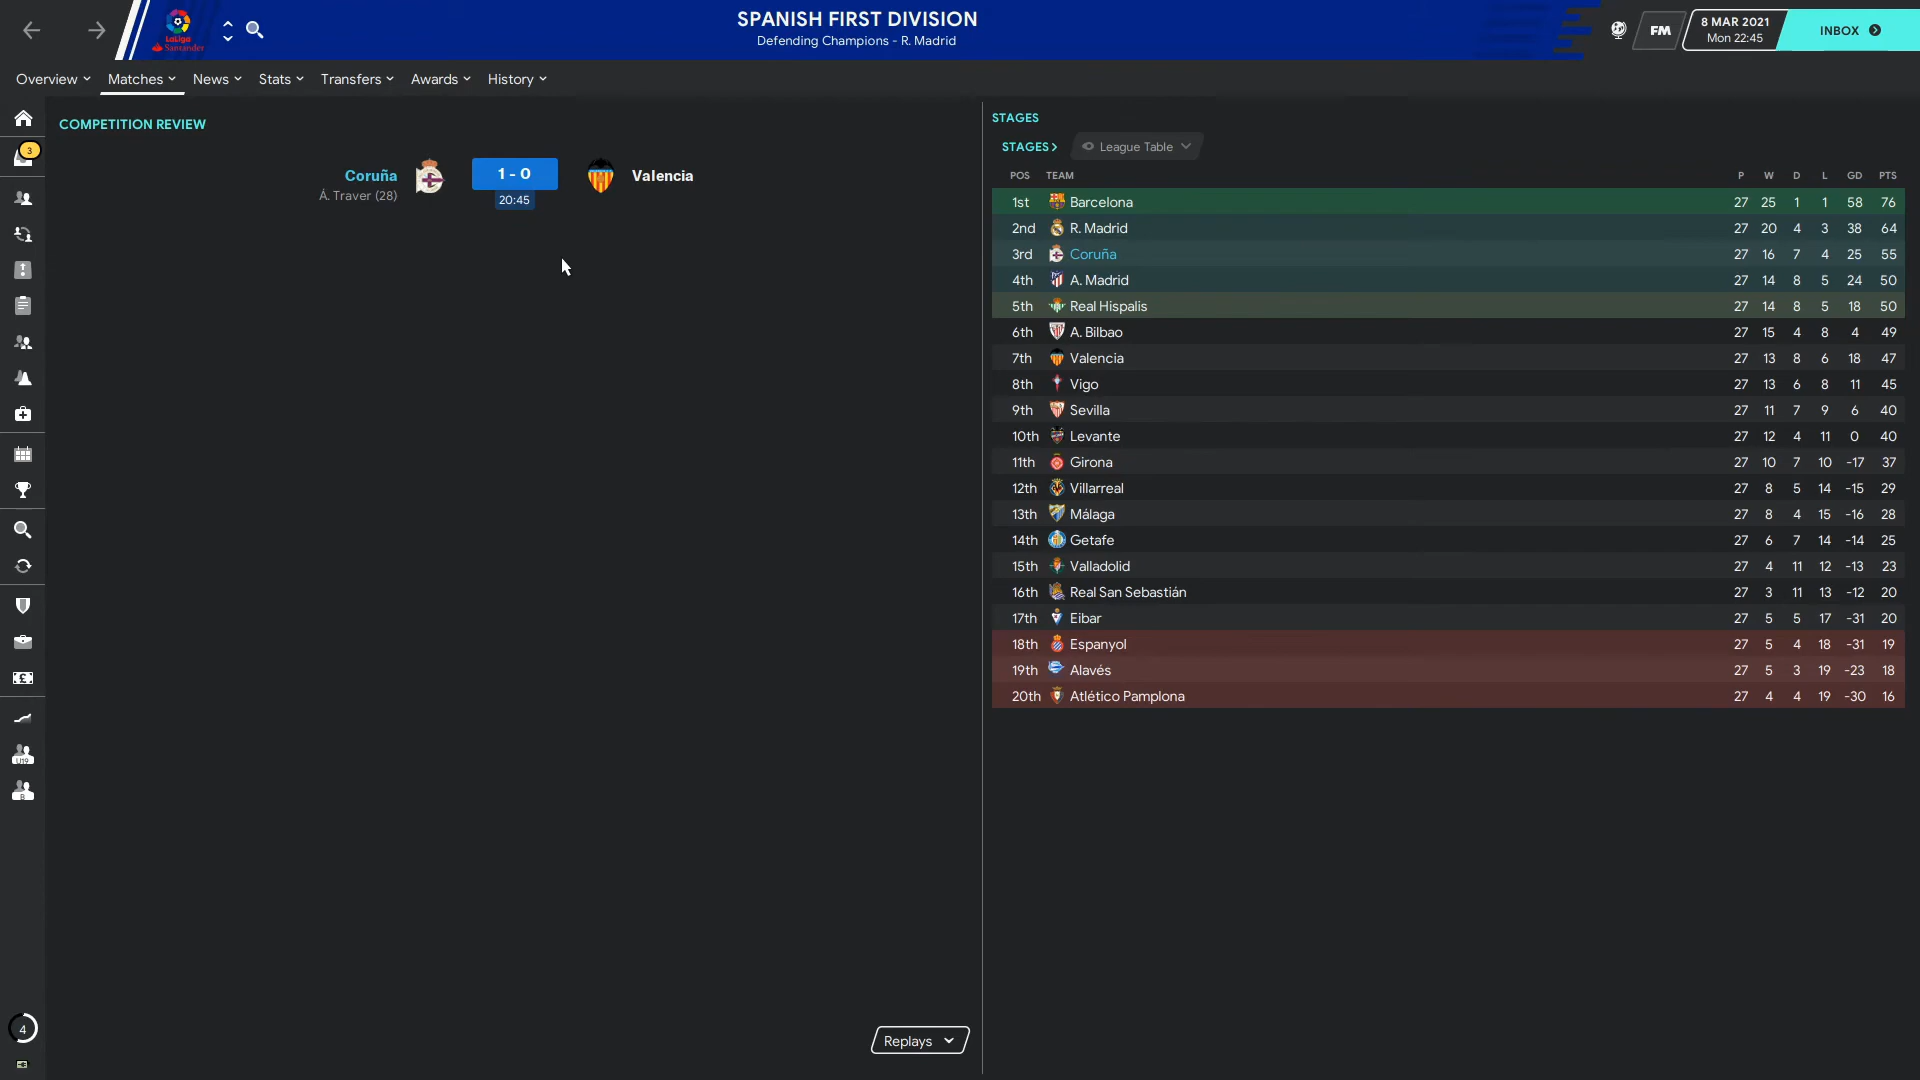 LaLiga
Santander
SPANISH FIRST DIVISION
Defending Champions - R. Madrid
FM
8 MAR 2021
Mon 22:45
INBOX
Overview Matches News Stats Transfers Awards History
3
COMPETITION REVIEW
Coruña 1 - 0 Valencia
Á. Traver (28)
20:45
STAGES
STAGES> League Table
POS TEAM P W D L GD PTS
1st Barcelona 27 25 1 1 58 76
2nd R. Madrid 27 20 4 3 38 64
3rd Coruña 27 16 7 4 25 55
4th A. Madrid 27 14 8 5 24 50
5th Real Hispalis 27 14 8 5 18 50
6th A. Bilbao 27 15 4 8 4 49
7th Valencia 27 13 8 6 18 47
8th Vigo 27 13 6 8 11 45
9th Sevilla 27 11 7 9 6 40
10th Levante 27 12 4 11 0 40
11th Girona 27 10 7 10 -17 37
12th Villarreal 27 8 5 14 -15 29
13th Málaga 27 8 4 15 -16 28
14th Getafe 27 6 7 14 -14 25
15th Valladolid 27 4 11 12 -13 23
16th Real San Sebastián 27 3 11 13 -12 20
17th Eibar 27 5 5 17 -31 20
18th Espanyol 27 5 4 18 -31 19
19th Alavés 27 5 3 19 -23 18
20th Atlético Pamplona 27 4 4 19 -30 16
U19
B
4
Replays